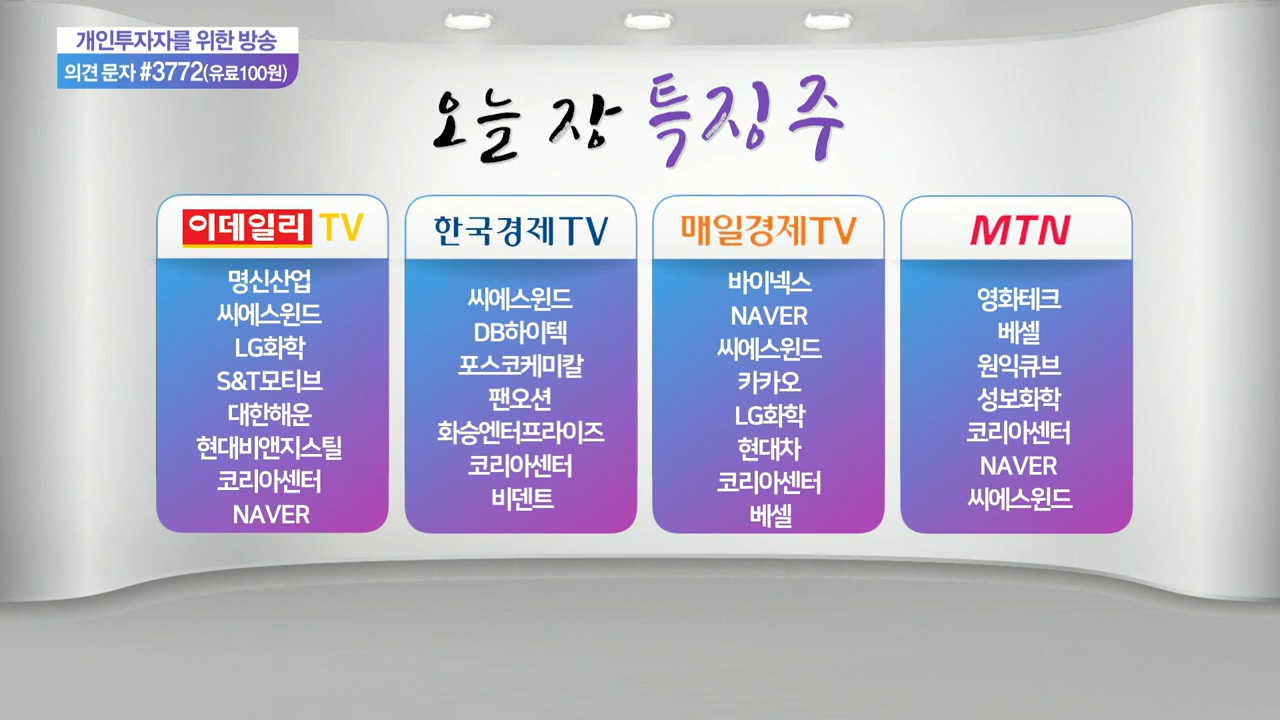 개인투자자를 위한 방송
의견 문자 #3772(유료100원)
오늘 장 특징주
이데일리 TV
명신산업
씨에스윈드
LG화학
S&T모티브
대한해운
현대비앤지스틸
코리아센터
NAVER
한국경제TV
씨에스윈드
DB하이텍
포스코케미칼
팬오션
화승엔터프라이즈
코리아센터
비덴트
매일경제TV
바이넥스
NAVER
씨에스윈드
카카오
LG화학
현대차
코리아센터
베셀
MTN
영화테크
베셀
원익큐브
성보화학
코리아센터
NAVER
씨에스윈드